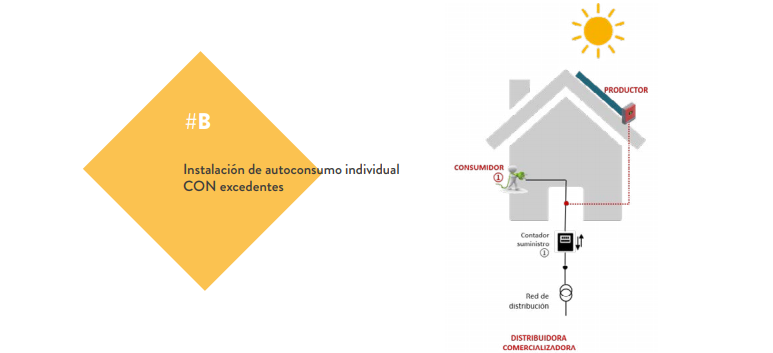 #B
Instalación de autoconsumo individual
CON excedentes
PRODUCTOR
CONSUMIDOR
1
Contador
suministro
1
Red de
distribución
DISTRIBUIDORA
COMERCIALIZADORA